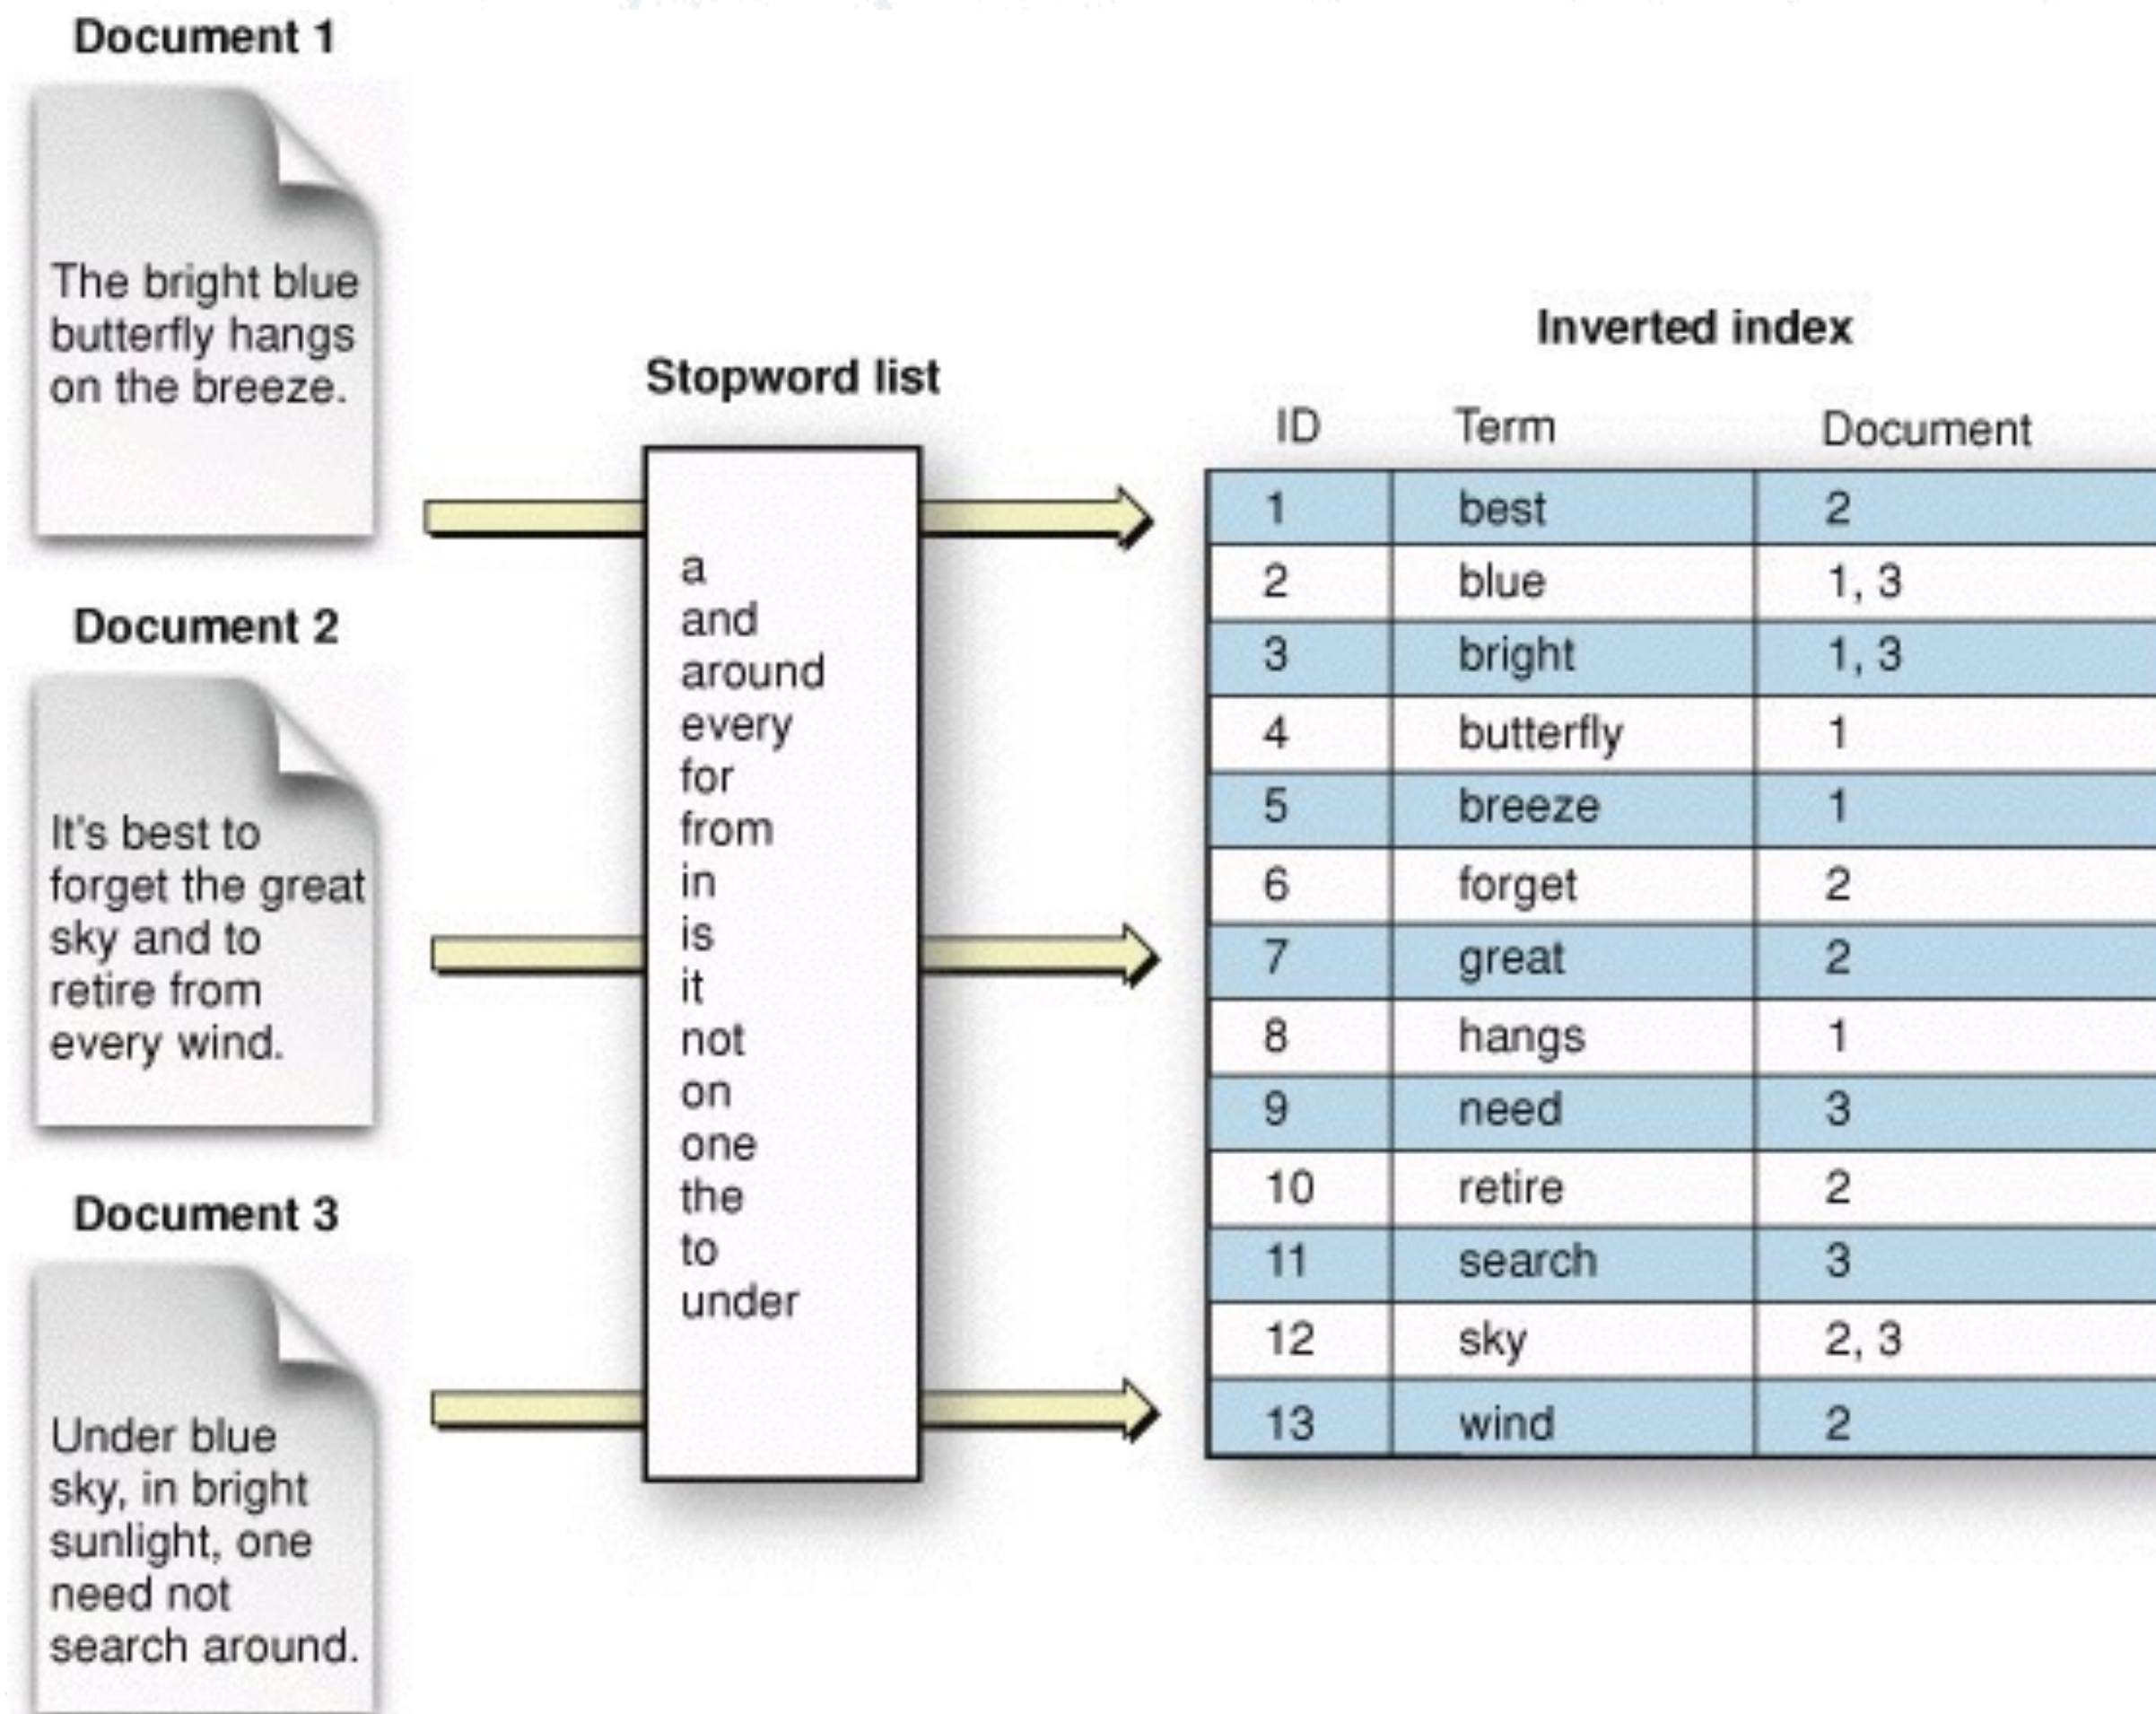 Document 1
The bright blue
butterfly hangs
on the breeze.
Document 2
It's best to
forget the great
sky and to
retire from
every wind.
Document 3
Under blue
sky, in bright
sunlight, one
need not
search around.
Stopword list
a
and
around
every
for
from
in
is
it
not
on
one
the
to
under
Inverted index
ID Term Document
1 best 2
2 blue 1, 3
3 bright 1, 3
4 butterfly 1
5 breeze 1
6 forget 2
7 great 2
8 hangs 1
9 need 3
10 retire 2
11 search 3
12 sky 2, 3
13 wind 2